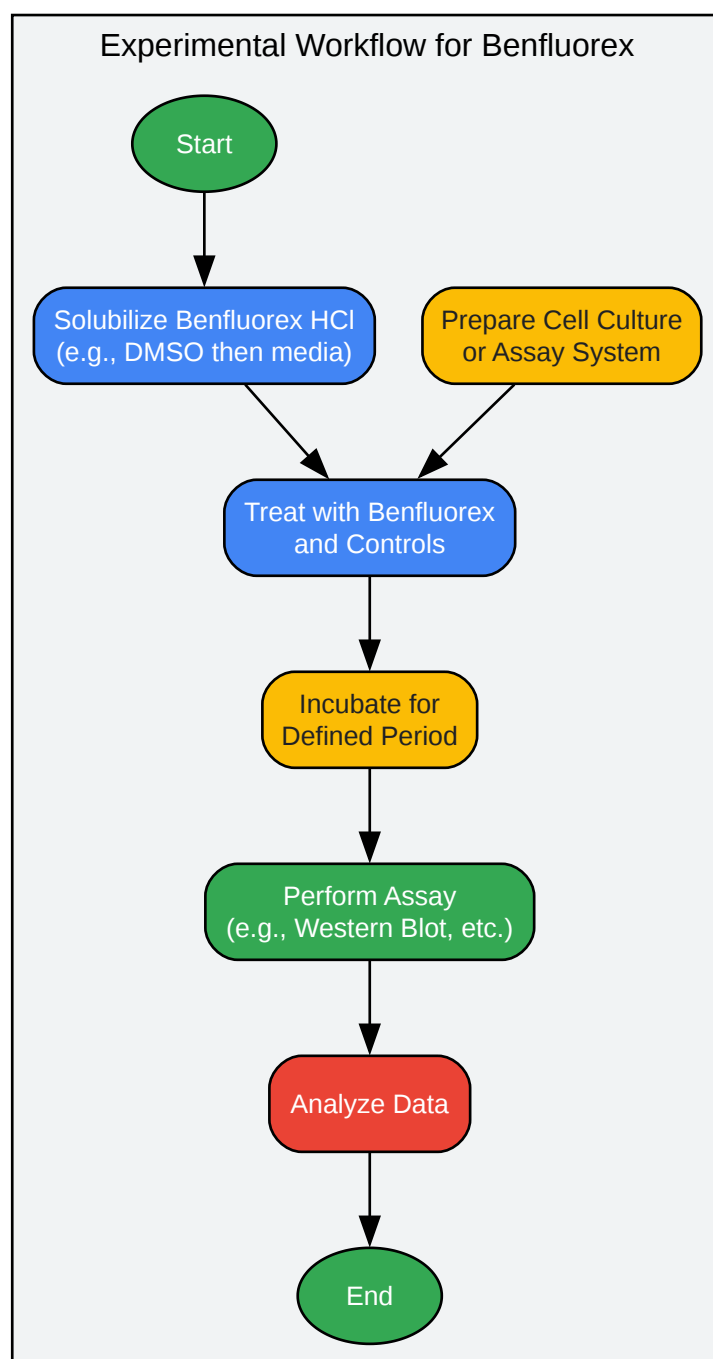 Experimental Workflow for Benfluorex
Start
Solubilize Benfluorex HCl
(e.g., DMSO then media)
Prepare Cell Culture
or Assay System
Treat with Benfluorex
and Controls
Incubate for
Defined Period
Perform Assay
(e.g., Western Blot, etc.)
Analyze Data
End